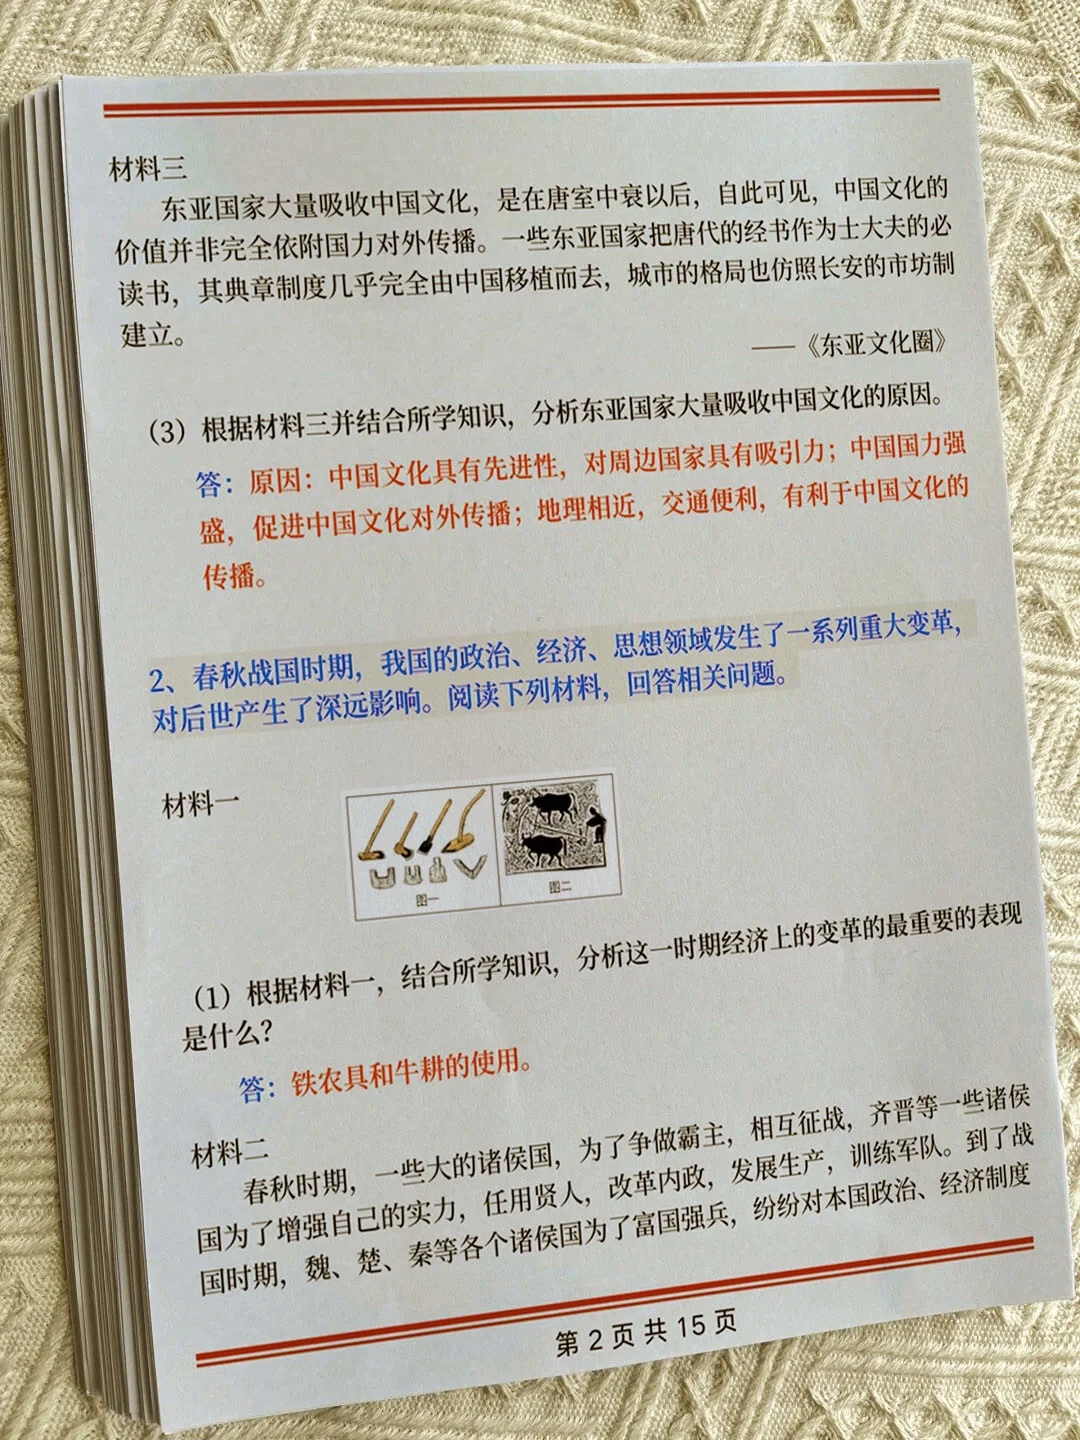 材料三
东亚国家大量吸收中国文化，是在唐室中衰以后，自此可见，中国文化的
价值并非完全依附国力对外传播。一些东亚国家把唐代的经书作为士大夫的必
读书，其典章制度几乎完全由中国移植而去，城市的格局也仿照长安的市坊制
建立。
——《东亚文化圈》
（3）根据材料三并结合所学知识，分析东亚国家大量吸收中国文化的原因。
答：原因：中国文化具有先进性，对周边国家具有吸引力；中国国力强
盛，促进中国文化对外传播；地理相近，交通便利，有利于中国文化的
传播。
2、春秋战国时期，我国的政治、经济、思想领域发生了一系列重大变革，
对后世产生了深远影响。阅读下列材料，回答相关问题。
材料一
图一
图二
（1）根据材料一，结合所学知识，分析这一时期经济上的变革的最重要的表现
是什么？
答：铁农具和牛耕的使用。
材料二
春秋时期，一些大的诸侯国，为了争做霸主，相互征战，齐晋等一些诸侯
国为了增强自己的实力，任用贤人，改革内政，发展生产，训练军队。到了战
国时期，魏、楚、秦等各个诸侯国为了富国强兵，纷纷对本国政治、经济制度
第 2 页 共 15 页